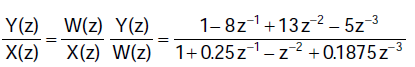 Y(z)/X(z) = W(z)/X(z) Y(z)/W(z) = (1 − 8z⁻¹ + 13z⁻² − 5z⁻³)/(1 + 0.25z⁻¹ − z⁻² + 0.1875z⁻³)